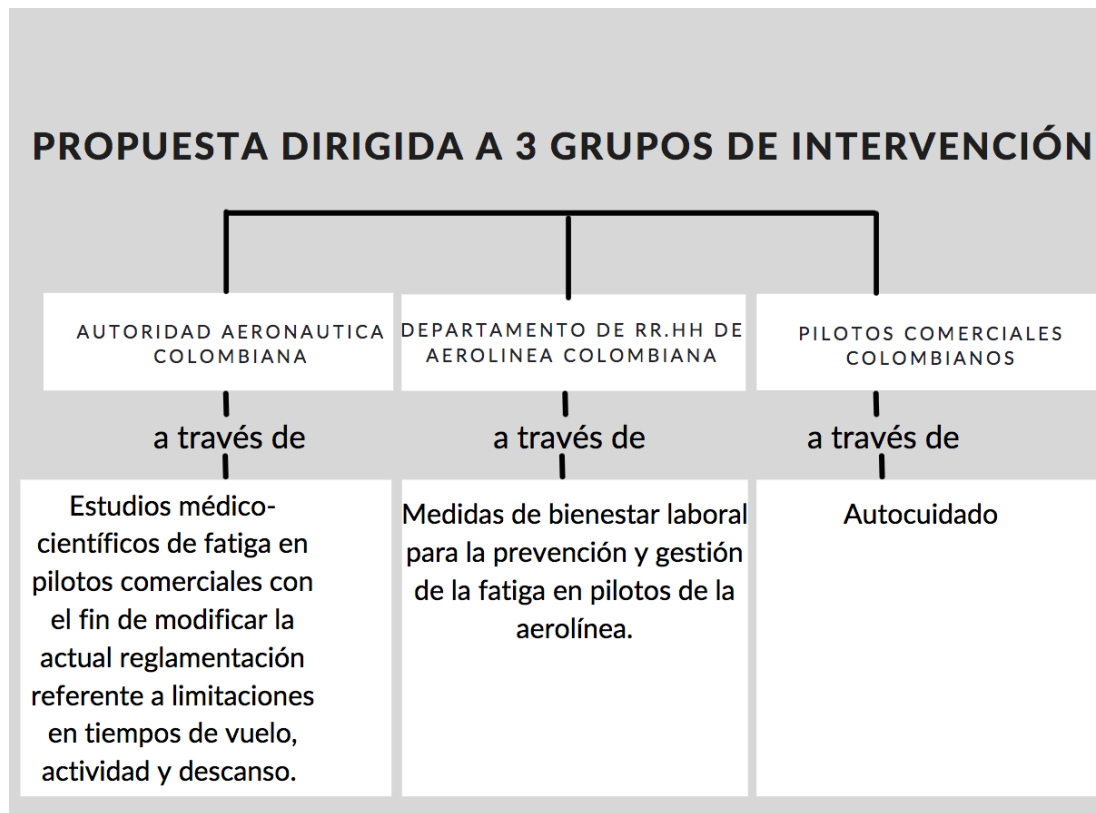 PROPUESTA DIRIGIDA A 3 GRUPOS DE INTERVENCIÓN
AUTORIDAD AERONAUTICA
COLOMBIANA
a través de
Estudios médico-
científicos de fatiga en
pilotos comerciales con
el fin de modificar la
actual reglamentación
referente a limitaciones
en tiempos de vuelo,
actividad y descanso.
DEPARTAMENTO DE RR.HH DE
AEROLINEA COLOMBIANA
a través de
Medidas de bienestar laboral
para la prevención y gestión
de la fatiga en pilotos de la
aerolínea.
PILOTOS COMERCIALES
COLOMBIANOS
a través de
Autocuidado